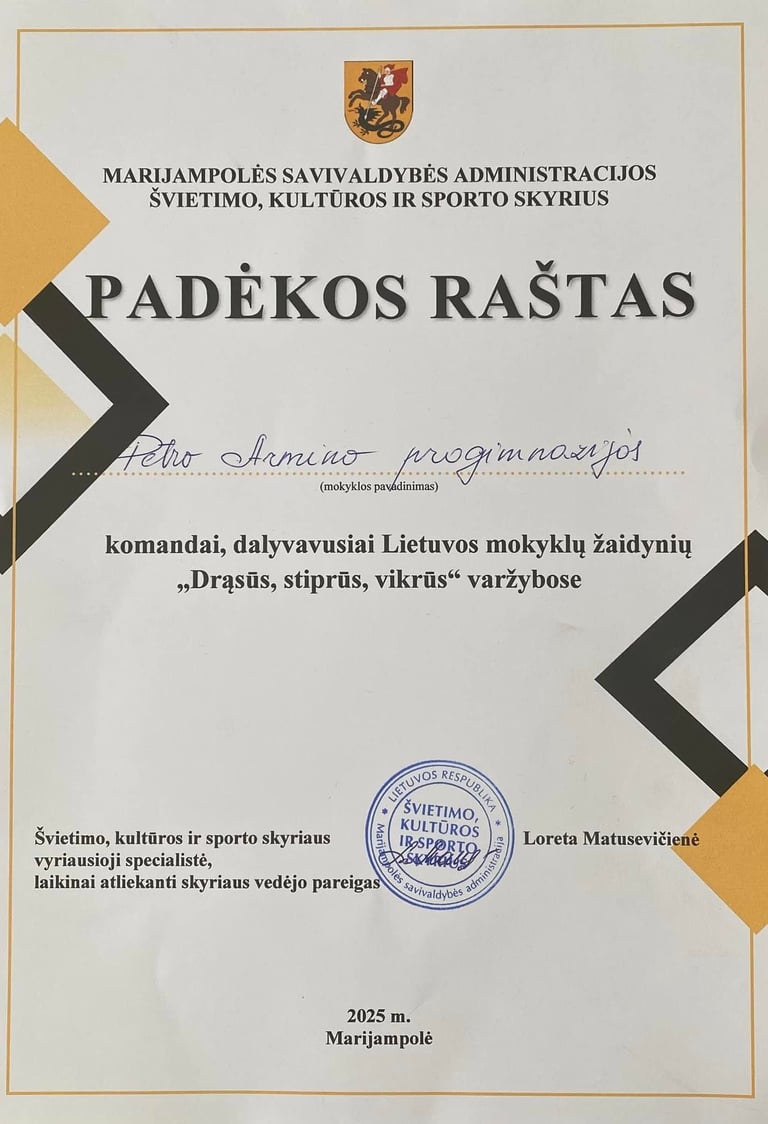 MARIJAMPOLĖS SAVIVALDYBĖS ADMINISTRACIJOS
ŠVIETIMO, KULTŪROS IR SPORTO SKYRIUS
PADĖKOS RAŠTAS
Petro Armino progimnazijos
(mokyklos pavadinimas)
komandai, dalyvavusiai Lietuvos mokyklų žaidynių
„Drąsūs, stiprūs, vikrūs“ varžybose
Švietimo, kultūros ir sporto skyriaus
vyriausioji specialistė,
laikinai atliekanti skyriaus vedėjo pareigas
LIETUVOS RESPUBLIKA
ŠVIETIMO,
KULTŪROS
IR SPORTO
SKYRIUS
Marijampolės savivaldybės administracija
Loreta Matusevičienė
2025 m.
Marijampolė